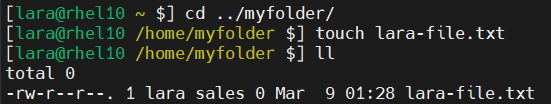 [lara@rhel10 ~ $] cd ../myfolder/
[lara@rhel10 /home/myfolder $] touch lara-file.txt
[lara@rhel10 /home/myfolder $] ll
total 0
-rw-r--r--. 1 lara sales 0 Mar  9 01:28 lara-file.txt